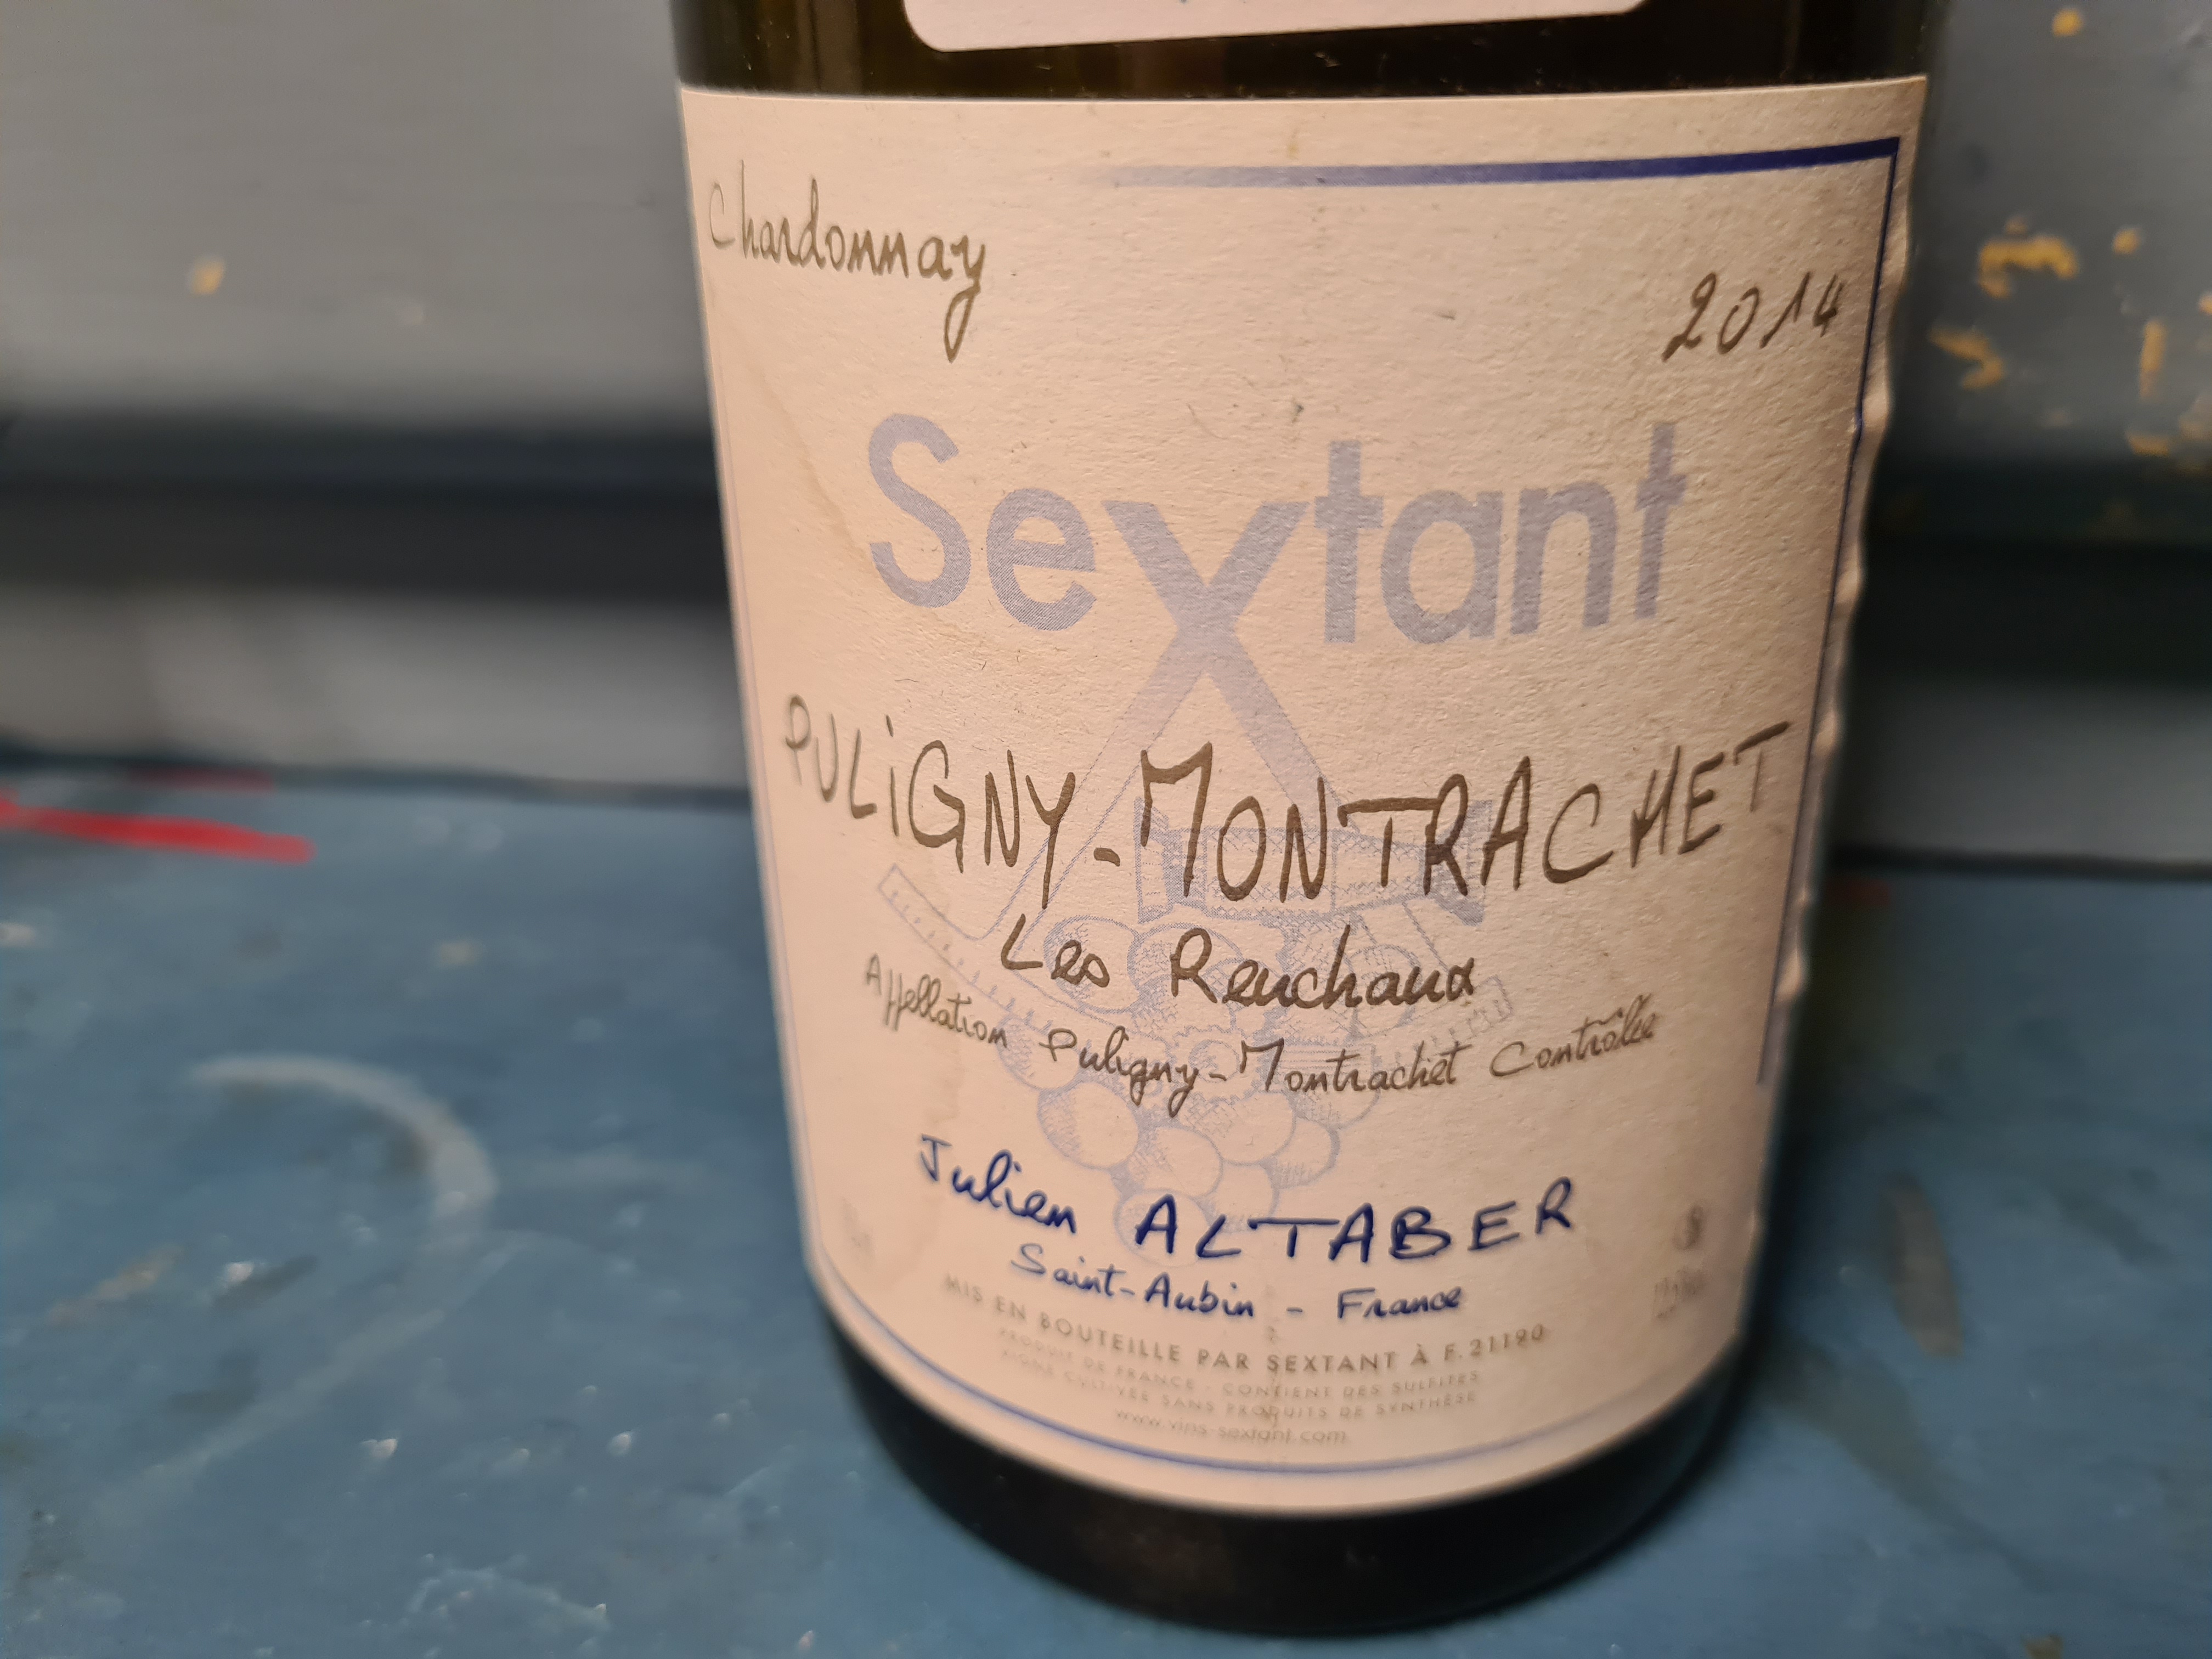 Chardonnay
2014
Sextant
PULiGNY-MONTRACHET
Les Reuchaux
Appellation Puligny-Montrachet Contrôlée
Julien ALTABER
Saint-Aubin - France
MIS EN BOUTEILLE PAR SEXTANT À F.21190
PRODUIT DE FRANCE - CONTIENT DES SULFITES
VIGNE CULTIVÉE SANS PRODUITS DE SYNTHÈSE
www.vins-sextant.com